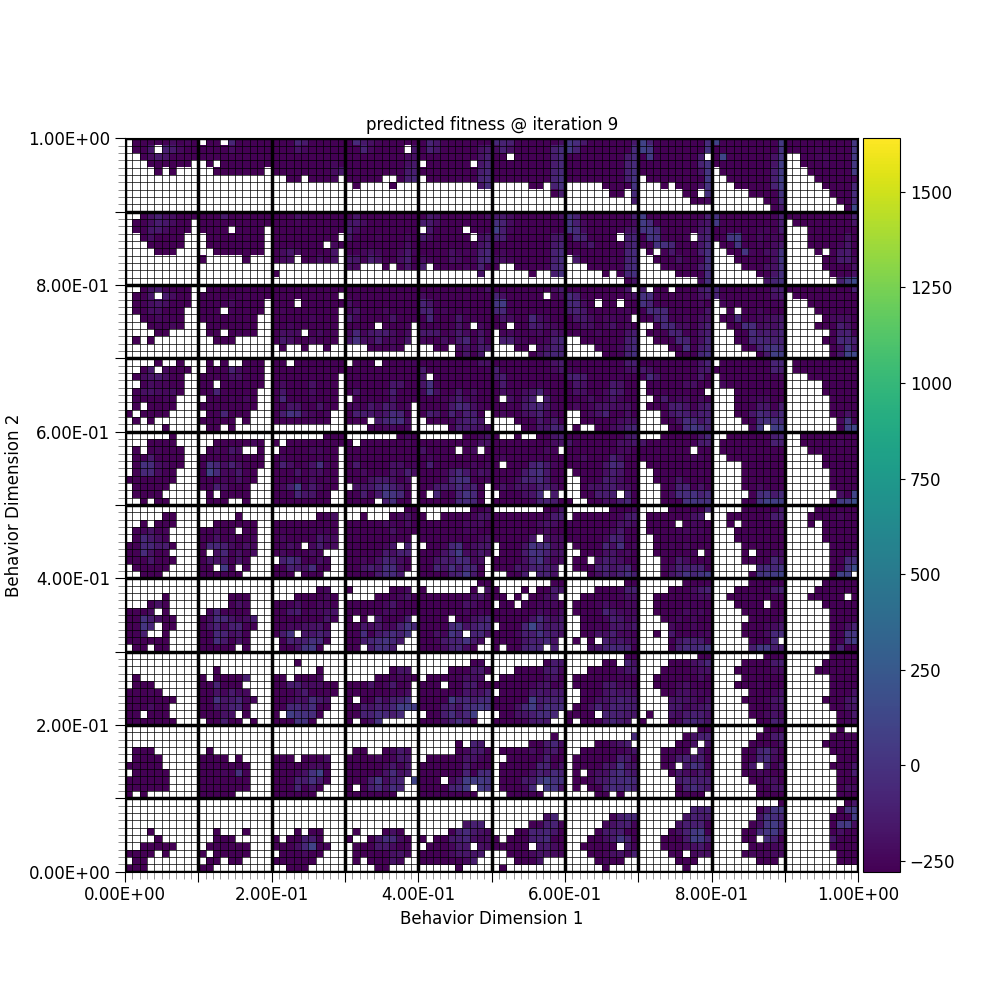 predicted fitness @ iteration 9
1.00E+00
8.00E-01
6.00E-01
4.00E-01
2.00E-01
0.00E+00
Behavior Dimension 2
0.00E+00 2.00E-01 4.00E-01 6.00E-01 8.00E-01 1.00E+00
Behavior Dimension 1
1500
1250
1000
750
500
250
0
−250